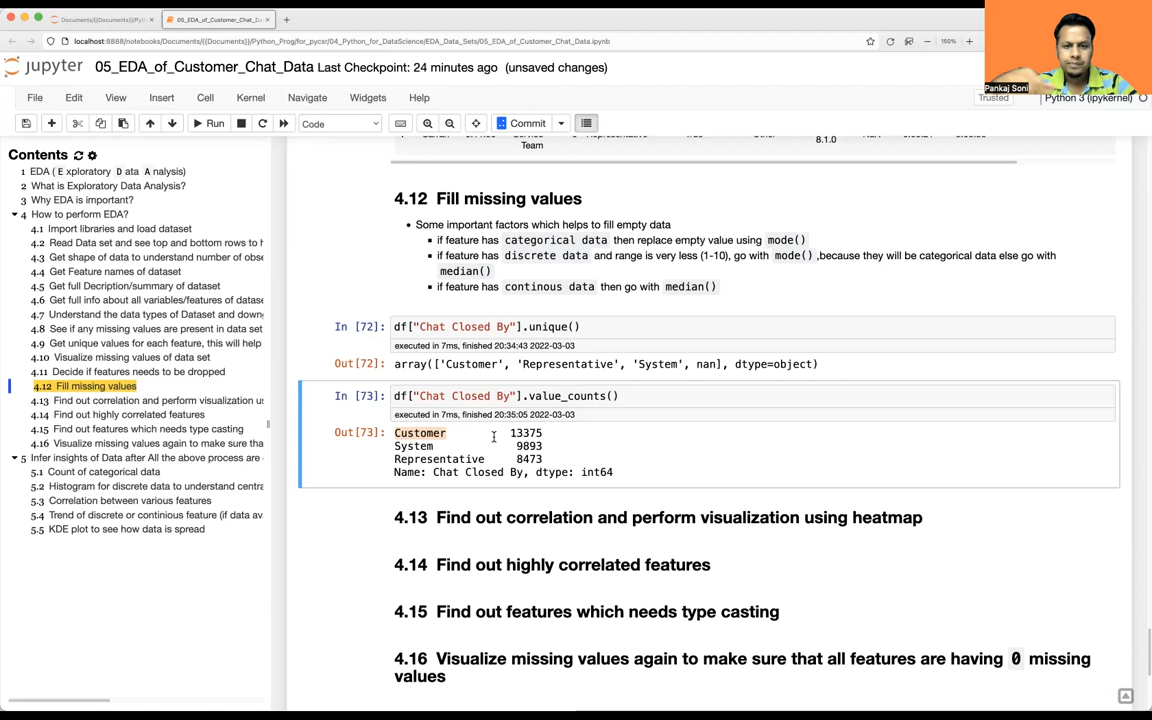 Documents/{{Documents}}/Pyt
05_EDA_of_Customer_Chat_Da
localhost:8888/notebooks/Documents/{{Documents}}/Python_Prog/for_pycsr/04_Python_for_DataScience/EDA_Data_Sets/05_EDA_of_Customer_Chat_Data.ipynb
150%
Pankaj Soni
jupyter 05_EDA_of_Customer_Chat_Data Last Checkpoint: 24 minutes ago (unsaved changes)
File Edit View Insert Cell Kernel Navigate Widgets Help
Trusted
Python 3 (ipykernel)
Run
Code
Commit
Contents
1 EDA ( E xploratory D ata A nalysis)
2 What is Exploratory Data Analysis?
3 Why EDA is important?
4 How to perform EDA?
4.1 Import libraries and load dataset
4.2 Read Data set and see top and bottom rows to h
4.3 Get shape of data to understand number of obse
4.4 Get Feature names of dataset
4.5 Get full Decription/summary of dataset
4.6 Get full info about all variables/features of datase
4.7 Understand the data types of Dataset and down
4.8 See if any missing values are present in data set
4.9 Get unique values for each feature, this will help
4.10 Visualize missing values of data set
4.11 Decide if features needs to be dropped
4.12 Fill missing values
4.13 Find out correlation and perform visualization us
4.14 Find out highly correlated features
4.15 Find out features which needs type casting
4.16 Visualize missing values again to make sure tha
5 Infer insights of Data after All the above process are
5.1 Count of categorical data
5.2 Histogram for discrete data to understand centra
5.3 Correlation between various features
5.4 Trend of discrete or continious feature (if data av
5.5 KDE plot to see how data is spread
Team
8.1.0
4.12 Fill missing values
• Some important factors which helps to fill empty data
▪ if feature has categorical data then replace empty value using mode()
▪ if feature has discrete data and range is very less (1-10), go with mode() ,because they will be categorical data else go with
median()
▪ if feature has continous data then go with median()
In [72]: df["Chat Closed By"].unique()
executed in 7ms, finished 20:34:43 2022-03-03
Out[72]: array(['Customer', 'Representative', 'System', nan], dtype=object)
In [73]: df["Chat Closed By"].value_counts()
executed in 7ms, finished 20:35:05 2022-03-03
Out[73]: Customer 13375
System 9893
Representative 8473
Name: Chat Closed By, dtype: int64
4.13 Find out correlation and perform visualization using heatmap
4.14 Find out highly correlated features
4.15 Find out features which needs type casting
4.16 Visualize missing values again to make sure that all features are having 0 missing
values